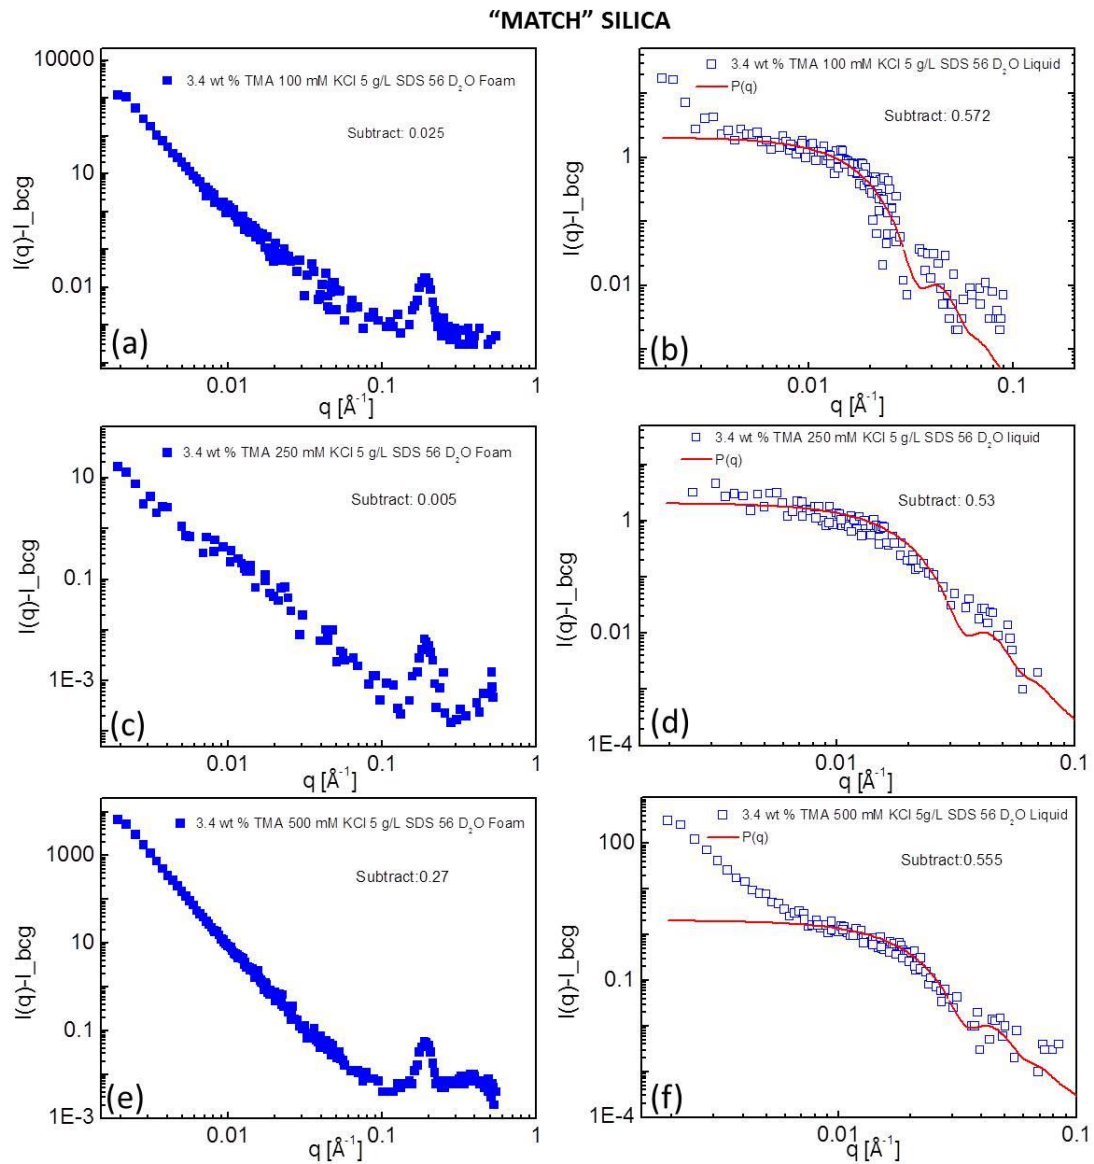 “MATCH” SILICA
10000
3.4 wt % TMA 100 mM KCl 5 g/L SDS 56 D₂O Foam
Subtract: 0.025
10
I(q)-I_bcg
0.01
(a)
0.01
0.1
1
q [Å⁻¹]
3.4 wt % TMA 100 mM KCl 5 g/L SDS 56 D₂O Liquid
P(q)
Subtract: 0.572
1
I(q)-I_bcg
0.01
(b)
0.01
0.1
q [Å⁻¹]
3.4 wt % TMA 250 mM KCl 5 g/L SDS 56 D₂O Foam
10
Subtract: 0.005
I(q)-I_bcg
0.1
1E-3
(c)
0.01
0.1
1
q [Å⁻¹]
3.4 wt % TMA 250 mM KCl 5 g/L SDS 56 D₂O liquid
P(q)
Subtract: 0.53
1
I(q)-I_bcg
0.01
1E-4
(d)
0.01
0.1
q [Å⁻¹]
3.4 wt % TMA 500 mM KCl 5 g/L SDS 56 D₂O Foam
1000
Subtract:0.27
I(q)-I_bcg
10
0.1
1E-3
(e)
0.01
0.1
1
q [Å⁻¹]
3.4 wt % TMA 500 mM KCl 5g/L SDS 56 D₂O Liquid
P(q)
100
Subtract:0.555
I(q)-I_bcg
0.1
1E-4
(f)
0.01
0.1
q [Å⁻¹]